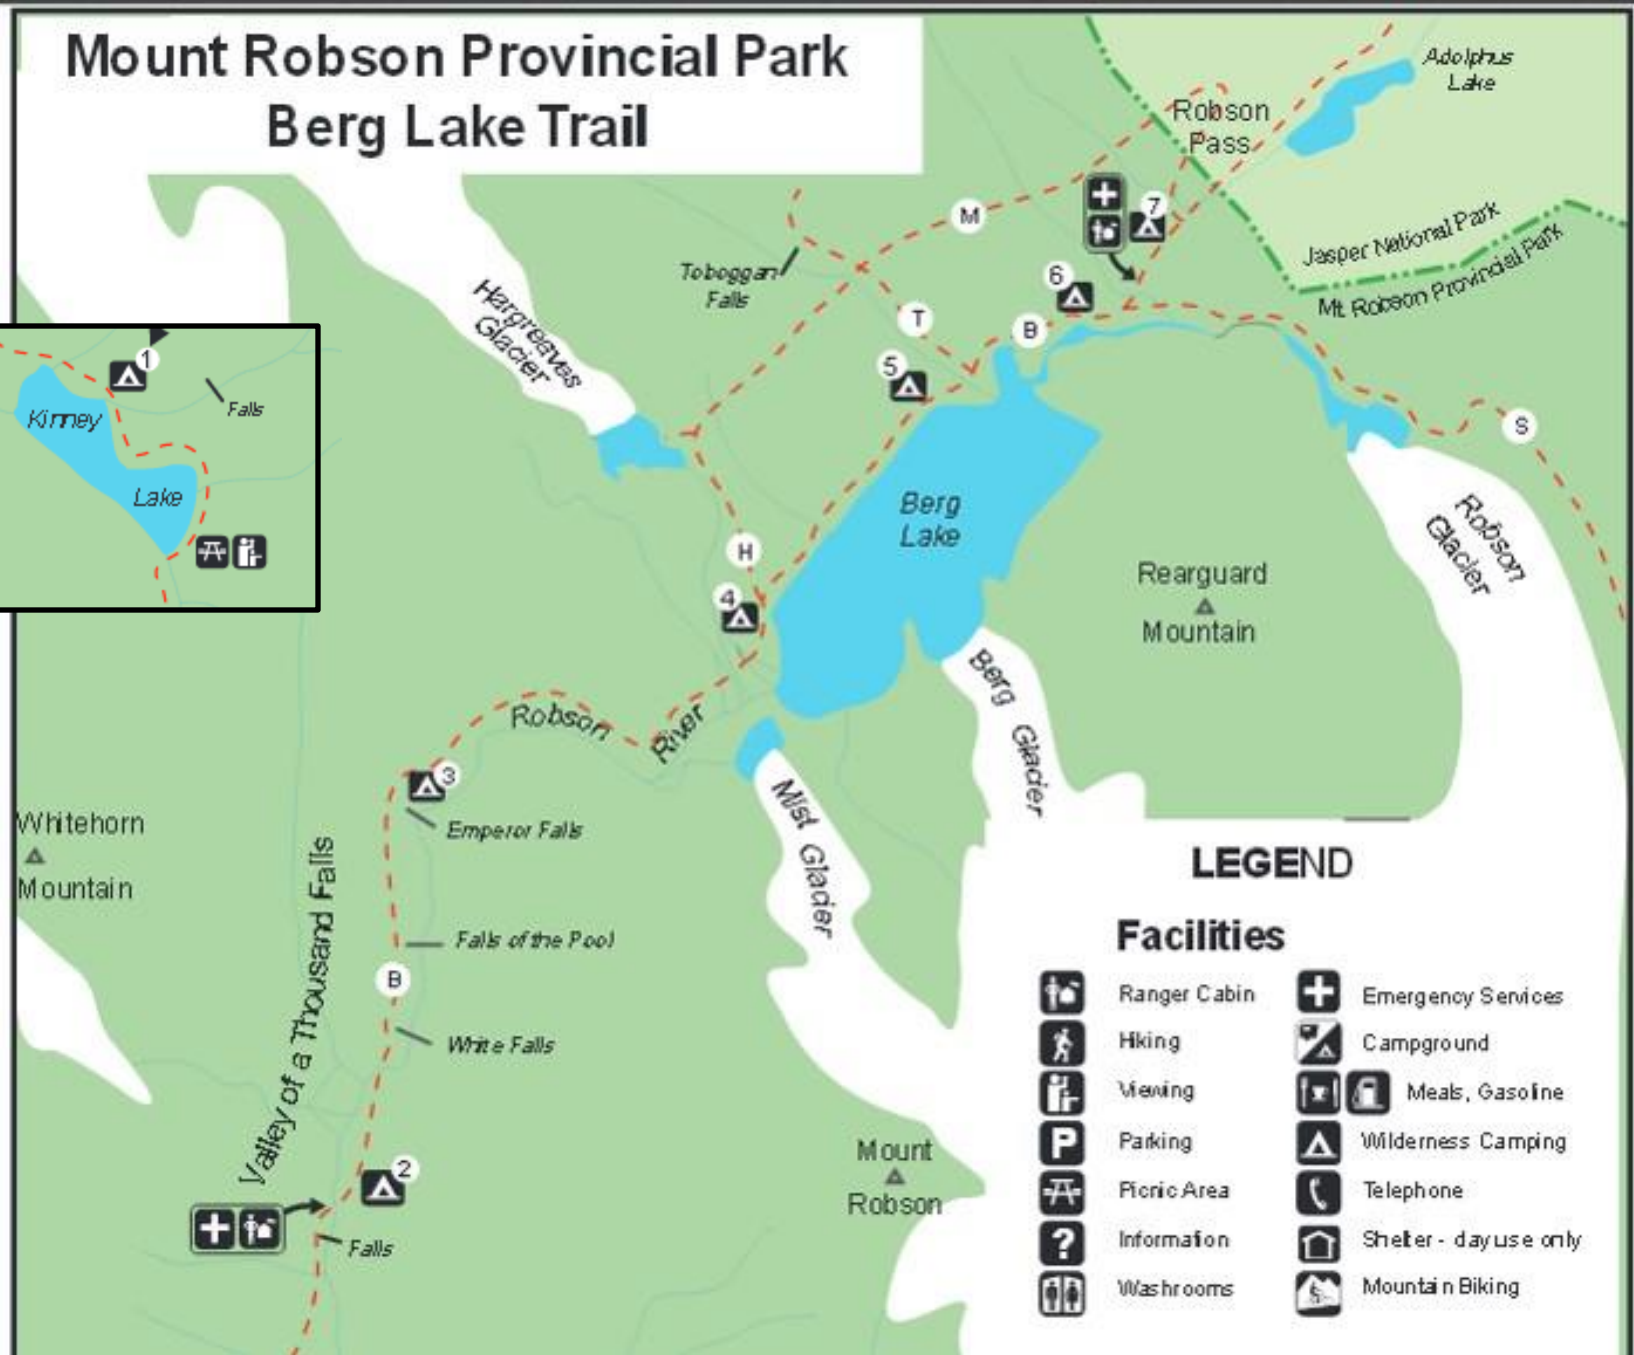 Mount Robson Provincial Park
Berg Lake Trail
Adolphus
Lake
Robson
Pass
7
M
Jasper National Park
Mt Robson Provincial Park
Toboggan
Falls
6
Hargreaves
Glacier
T
B
5
1
Kinney
Falls
Lake
S
Berg
Lake
Robson
Glacier
H
4
Rearguard
Mountain
Berg Glacier
Robson River
3
Mist Glacier
Emperor Falls
Whitehorn
Mountain
Valley of a Thousand Falls
Falls of the Pool
B
White Falls
2
Falls
Mount
Robson
LEGEND
Facilities
Ranger Cabin
Hiking
Viewing
P Parking
Picnic Area
? Information
Washrooms
Emergency Services
Campground
Meals, Gasoline
Wilderness Camping
Telephone
Shelter - day use only
Mountain Biking